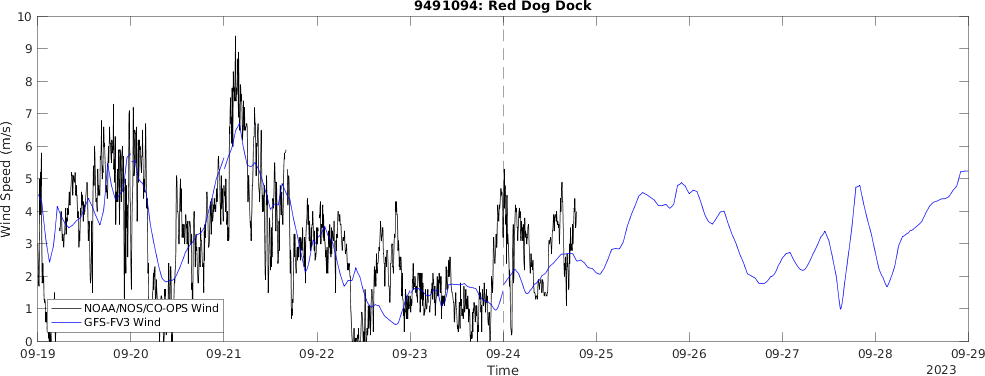 9491094: Red Dog Dock
Wind Speed (m/s)
10
9
8
7
6
5
4
3
2
1
0
NOAA/NOS/CO-OPS Wind
GFS-FV3 Wind
09-19 09-20 09-21 09-22 09-23 09-24 09-25 09-26 09-27 09-28 09-29
Time
2023